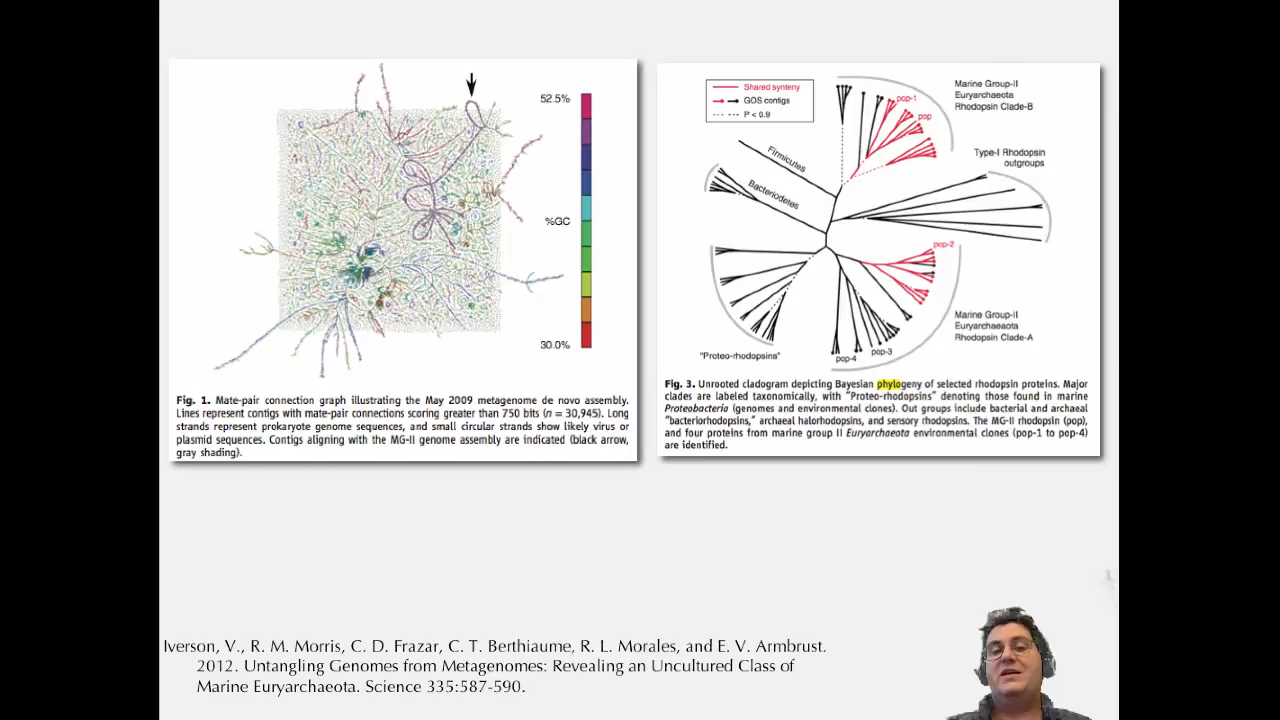 52.5%
%GC
30.0%
Fig. 1. Mate-pair connection graph illustrating the May 2009 metagenome de novo assembly.
Lines represent contigs with mate-pair connections scoring greater than 750 bits (n = 30,945). Long
strands represent prokaryote genome sequences, and small circular strands show likely virus or
plasmid sequences. Contigs aligning with the MG-II genome assembly are indicated (black arrow,
gray shading).
Shared synteny
GOS contigs
P < 0.9
pop-1
pop
Marine Group-II
Euryarchaeota
Rhodopsin Clade-B
Type-I Rhodopsin
outgroups
Firmicutes
Bacteriodetes
pop-2
Marine Group-II
Euryarchaeaota
Rhodopsin Clade-A
pop-3
pop-4
"Proteo-rhodopsins"
Fig. 3. Unrooted cladogram depicting Bayesian phylogeny of selected rhodopsin proteins. Major
clades are labeled taxonomically, with "Proteo-rhodopsins" denoting those found in marine
Proteobacteria (genomes and environmental clones). Out groups include bacterial and archaeal
"bacteriorhodopsins," archaeal halorhodopsins, and sensory rhodopsins. The MG-II rhodopsin (pop),
and four proteins from marine group II Euryarchaeota environmental clones (pop-1 to pop-4)
are identified.
Iverson, V., R. M. Morris, C. D. Frazar, C. T. Berthiaume, R. L. Morales, and E. V. Armbrust.
2012. Untangling Genomes from Metagenomes: Revealing an Uncultured Class of
Marine Euryarchaeota. Science 335:587-590.